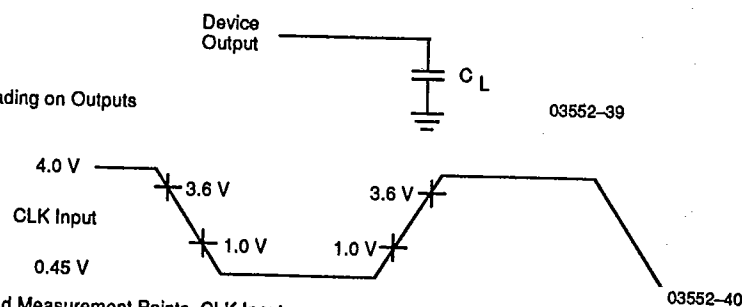 Device
Output
C L
ading on Outputs
03552–39
4.0 V
3.6 V
3.6 V
CLK Input
1.0 V
1.0 V
0.45 V
03552–40
d Measurement Points, CLK Input